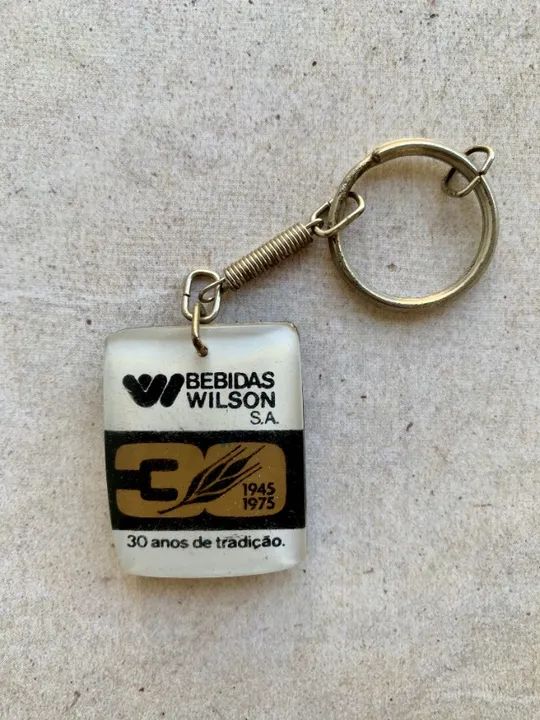 BEBIDAS
WILSON
S.A.
30
1945
1975
30 anos de tradição.